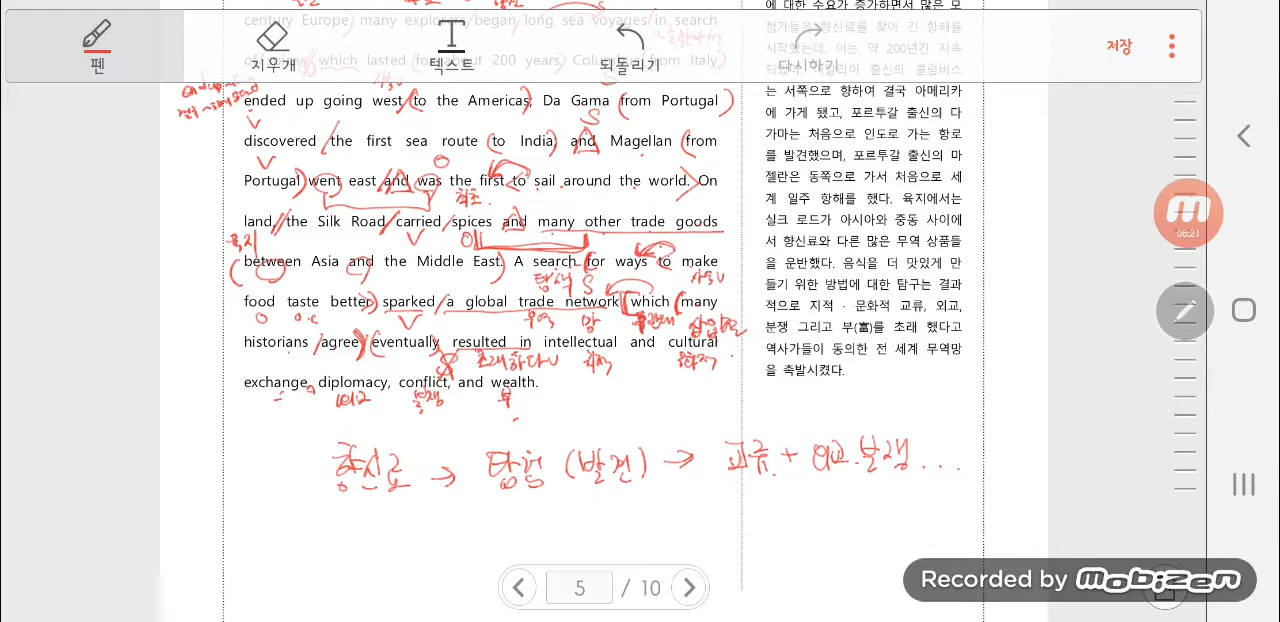 에 대한 수요가 증가하면서 많은 모
century Europe, many explorers began long sea voyages in search
험가들은 향신료를 찾아 긴 항해를
시작했는데, 이는 약 200년간 지속
펜
지우개
텍스트
되돌리기
다시하기
저장
which lasted (for about 200 years) Columbus from Italy)
ended up going west (to the Americas, Da Gama (from Portugal)
discovered the first sea route (to India, and Magellan (from
Portugal) went east and was the first to sail around the world. On
최초
land, the Silk Road carried spices and many other trade goods
육지
between Asia and the Middle East. A search for ways to make
탐색
food taste better sparked a global trade network which many
무역 망
historians agree eventually resulted in intellectual and cultural
초래하다 지적 문화적
exchange, diplomacy, conflict, and wealth.
외교 분쟁 부
향신료 → 탐험 (발견) → 교류 + 외교. 분쟁 ...
는 서쪽으로 향하여 결국 아메리카
에 가게 됐고, 포르투갈 출신의 다
가마는 처음으로 인도로 가는 항로
를 발견했으며, 포르투갈 출신의 마
젤란은 동쪽으로 가서 처음으로 세
계 일주 항해를 했다. 육지에서는
실크 로드가 아시아와 중동 사이에
서 향신료와 다른 많은 무역 상품들
을 운반했다. 음식을 더 맛있게 만
들기 위한 방법에 대한 탐구는 결과
적으로 지적 · 문화적 교류, 외교,
분쟁 그리고 부(富)를 초래 했다고
역사가들이 동의한 전 세계 무역망
을 촉발시켰다.
08:21
5 / 10
Recorded by mobizen